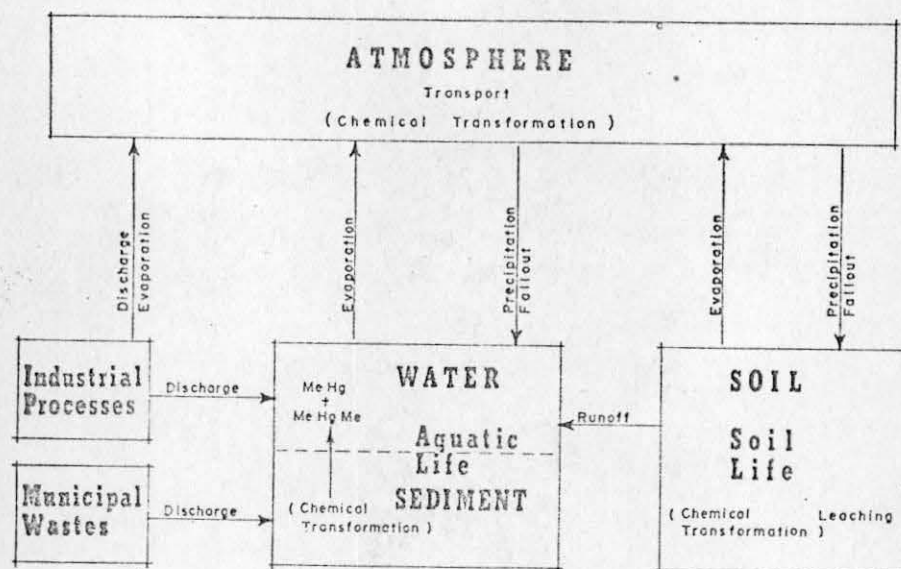 ATMOSPHERE
Transport
(Chemical Transformation)
Discharge
Evaporation
Evaporation
Precipitation
Fallout
Evaporation
Precipitation
Fallout
Industrial
Processes
Discharge
Me Hg
+
Me Hg Me
WATER
Aquatic
Life
SEDIMENT
(Chemical
Transformation)
Runoff
SOIL
Soil
Life
(Chemical Leaching
Transformation )
Municipal
Wastes
Discharge